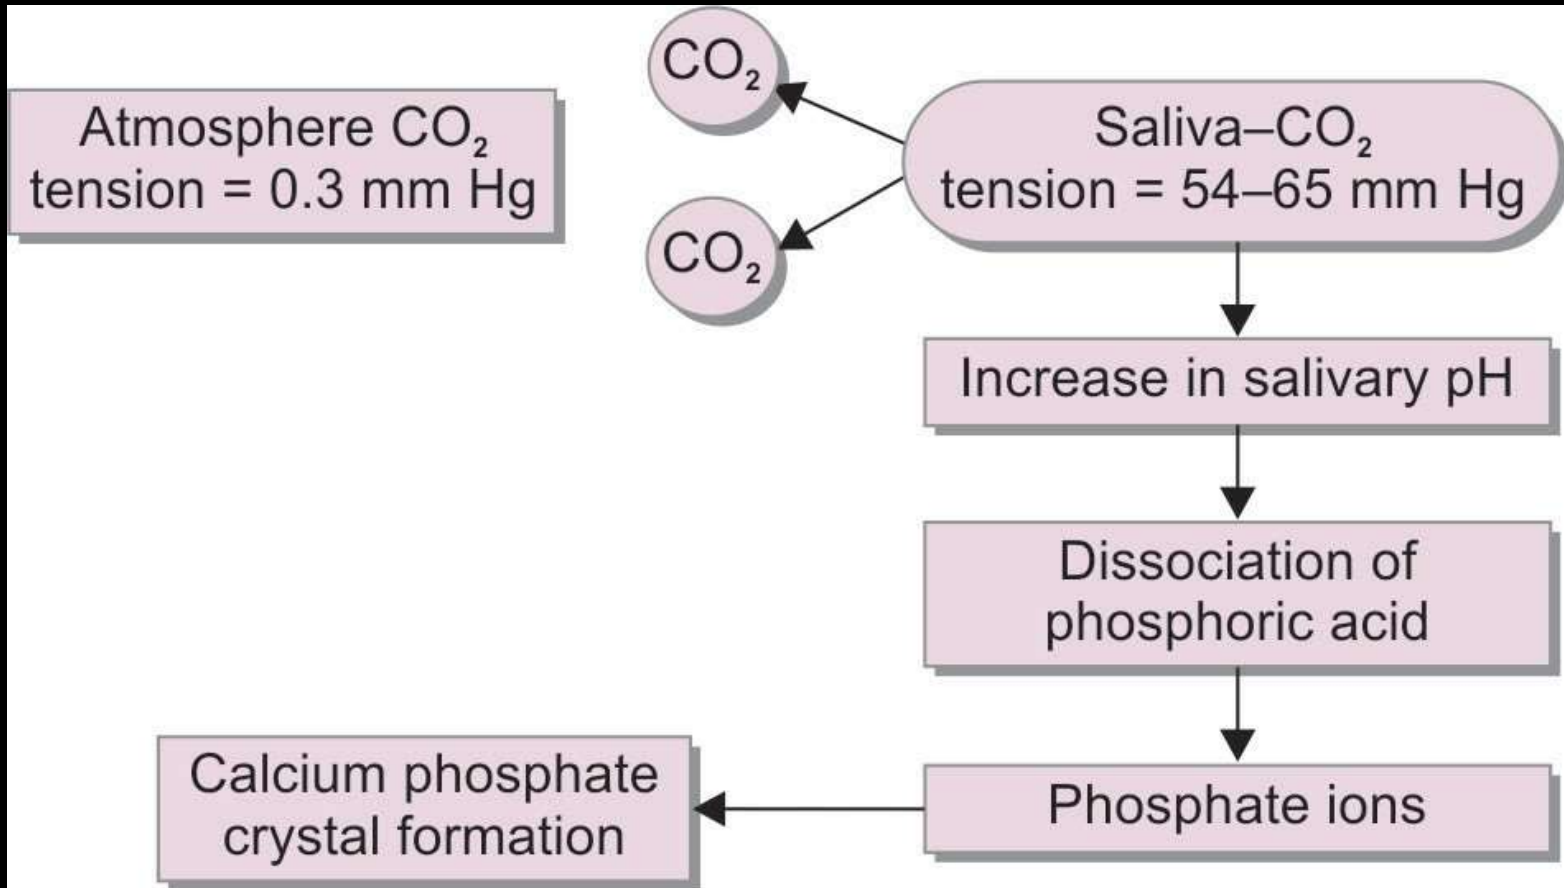 CO₂
Atmosphere CO₂
tension = 0.3 mm Hg
Saliva–CO₂
tension = 54–65 mm Hg
CO₂
Increase in salivary pH
Dissociation of
phosphoric acid
Calcium phosphate
crystal formation
Phosphate ions